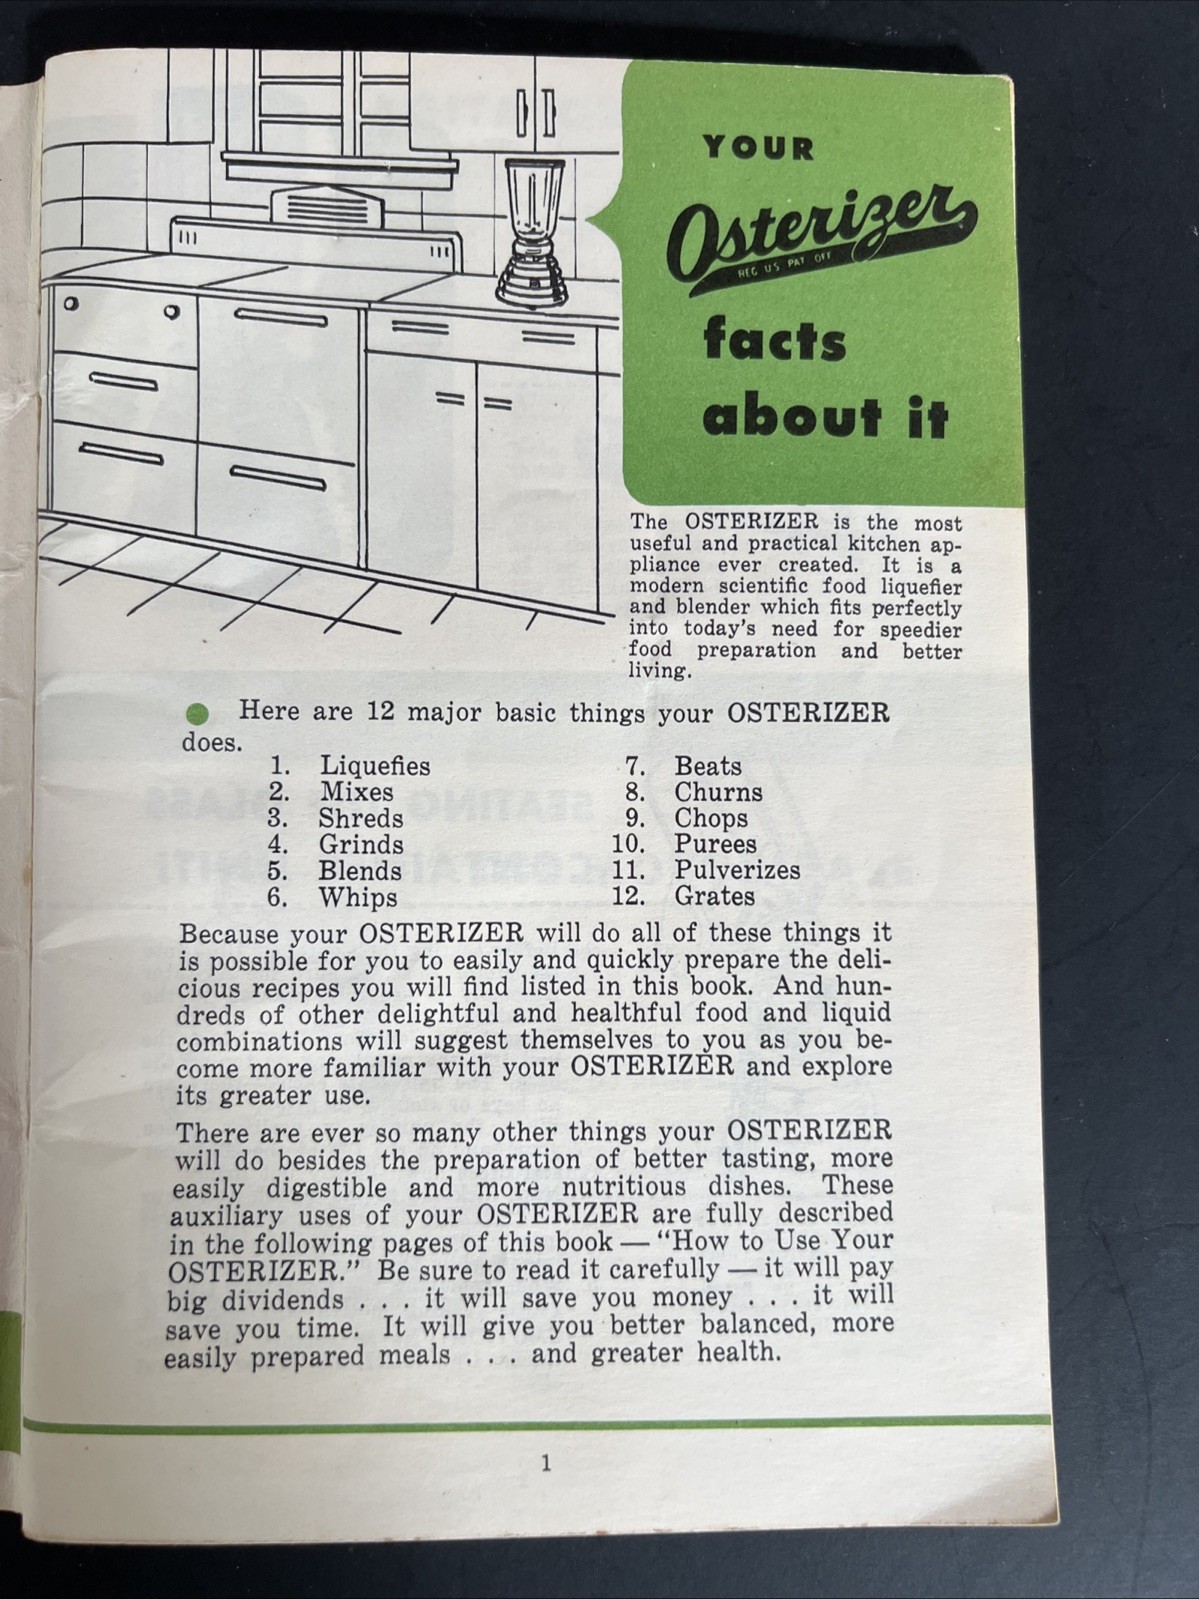 YOUR
Osterizer
REG US PAT OFF
facts
about it
The OSTERIZER is the most
useful and practical kitchen ap-
pliance ever created. It is a
modern scientific food liquefier
and blender which fits perfectly
into today's need for speedier
food preparation and better
living.
Here are 12 major basic things your OSTERIZER
does.
1. Liquefies
2. Mixes
3. Shreds
4. Grinds
5. Blends
6. Whips
7. Beats
8. Churns
9. Chops
10. Purees
11. Pulverizes
12. Grates
Because your OSTERIZER will do all of these things it
is possible for you to easily and quickly prepare the deli-
cious recipes you will find listed in this book. And hun-
dreds of other delightful and healthful food and liquid
combinations will suggest themselves to you as you be-
come more familiar with your OSTERIZER and explore
its greater use.
There are ever so many other things your OSTERIZER
will do besides the preparation of better tasting, more
easily digestible and more nutritious dishes. These
auxiliary uses of your OSTERIZER are fully described
in the following pages of this book — "How to Use Your
OSTERIZER." Be sure to read it carefully — it will pay
big dividends . . . it will save you money . . . it will
save you time. It will give you better balanced, more
easily prepared meals . . . and greater health.
1